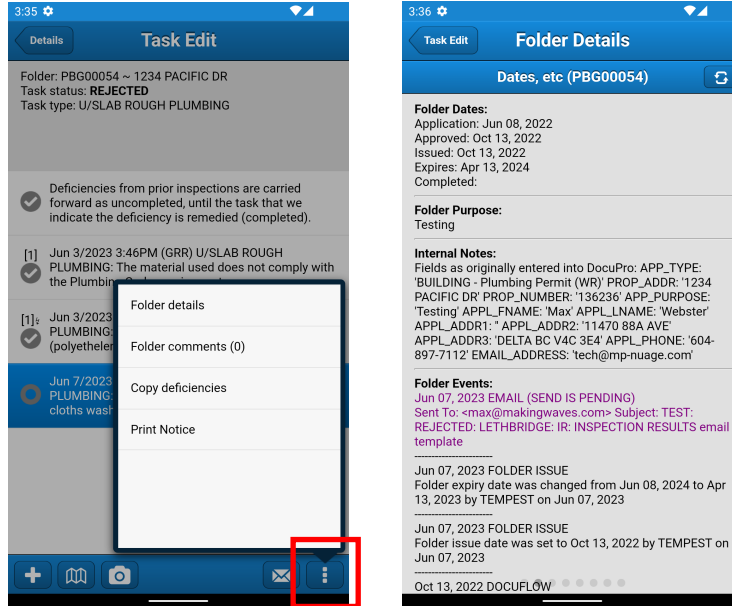 3:35
Details
Task Edit
Folder: PBG00054 ~ 1234 PACIFIC DR
Task status: REJECTED
Task type: U/SLAB ROUGH PLUMBING
Deficiencies from prior inspections are carried
forward as uncompleted, until the task that we
indicate the deficiency is remedied (completed).
[1] Jun 3/2023 3:46PM (GRR) U/SLAB ROUGH
PLUMBING: The material used does not comply with
the Plumbin
[1] Jun 3/2023
PLUMBING:
(polyethelen
Jun 7/2023
PLUMBING:
cloths wash
Folder details
Folder comments (0)
Copy deficiencies
Print Notice
3:36
Task Edit
Folder Details
Dates, etc (PBG00054)
Folder Dates:
Application: Jun 08, 2022
Approved: Oct 13, 2022
Issued: Oct 13, 2022
Expires: Apr 13, 2024
Completed:
Folder Purpose:
Testing
Internal Notes:
Fields as originally entered into DocuPro: APP_TYPE:
'BUILDING - Plumbing Permit (WR)' PROP_ADDR: '1234
PACIFIC DR' PROP_NUMBER: '136236' APP_PURPOSE:
'Testing' APPL_FNAME: 'Max' APPL_LNAME: 'Webster'
APPL_ADDR1: '' APPL_ADDR2: '11470 88A AVE'
APPL_ADDR3: 'DELTA BC V4C 3E4' APPL_PHONE: '604-
897-7112' EMAIL_ADDRESS: 'tech@mp-nuage.com'
Folder Events:
Jun 07, 2023 EMAIL (SEND IS PENDING)
Sent To: <max@makingwaves.com> Subject: TEST:
REJECTED: LETHBRIDGE: IR: INSPECTION RESULTS email
template
------------------------
Jun 07, 2023 FOLDER ISSUE
Folder expiry date was changed from Jun 08, 2024 to Apr
13, 2023 by TEMPEST on Jun 07, 2023
------------------------
Jun 07, 2023 FOLDER ISSUE
Folder issue date was set to Oct 13, 2022 by TEMPEST on
Jun 07, 2023
------------------------
Oct 13, 2022 DOCUFLOW